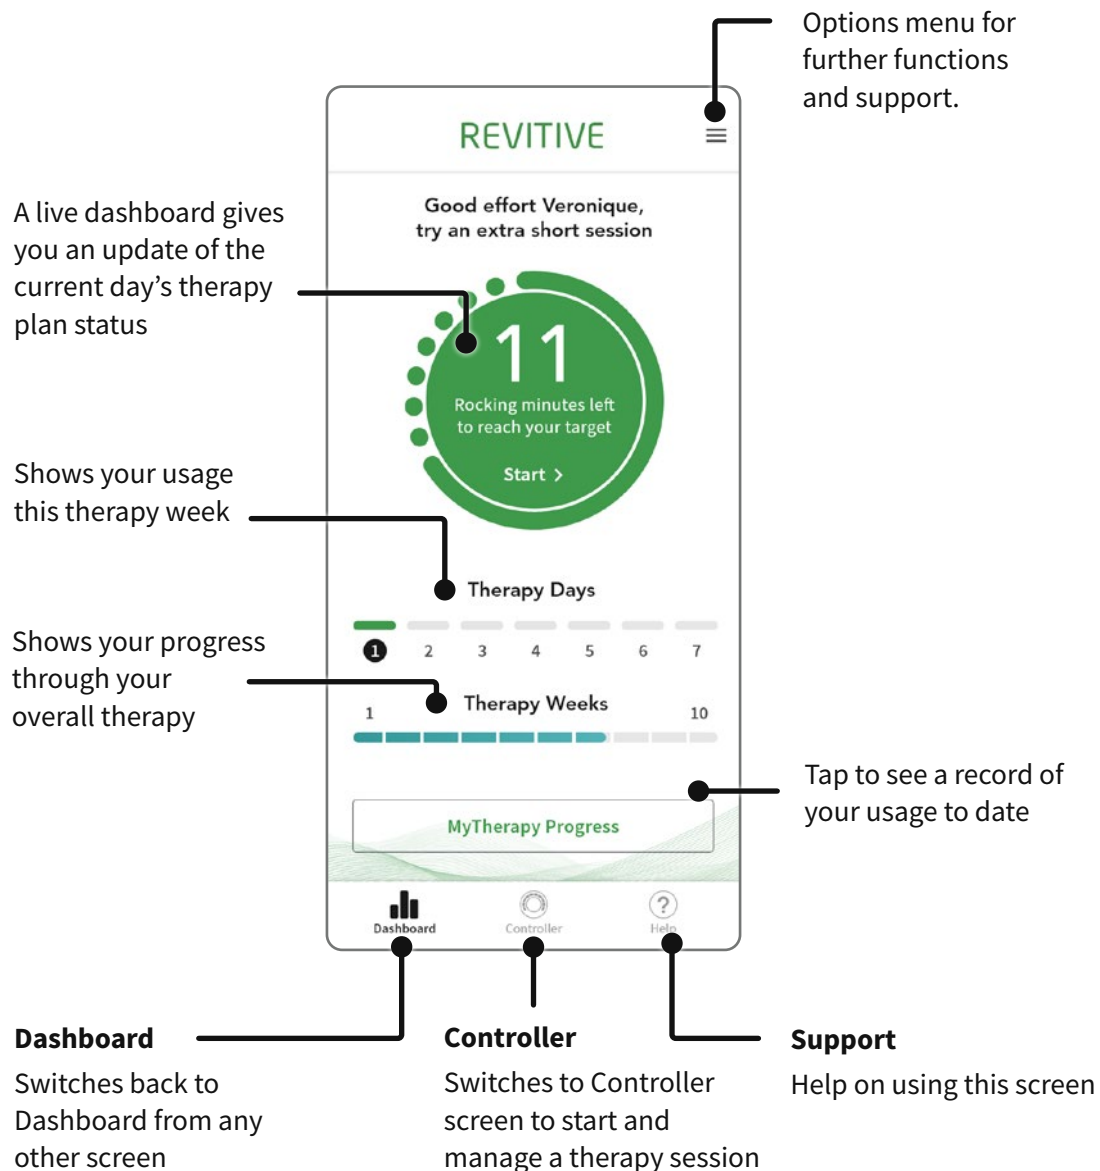 Options menu for
further functions
and support.
REVITIVE
Good effort Veronique,
try an extra short session
A live dashboard gives
you an update of the
current day’s therapy
plan status
11
Rocking minutes left
to reach your target
Start >
Shows your usage
this therapy week
Therapy Days
1 2 3 4 5 6 7
Shows your progress
through your
overall therapy
Therapy Weeks
1 10
Tap to see a record of
your usage to date
MyTherapy Progress
?
Dashboard Controller Help
Dashboard
Switches back to
Dashboard from any
other screen
Controller
Switches to Controller
screen to start and
manage a therapy session
Support
Help on using this screen